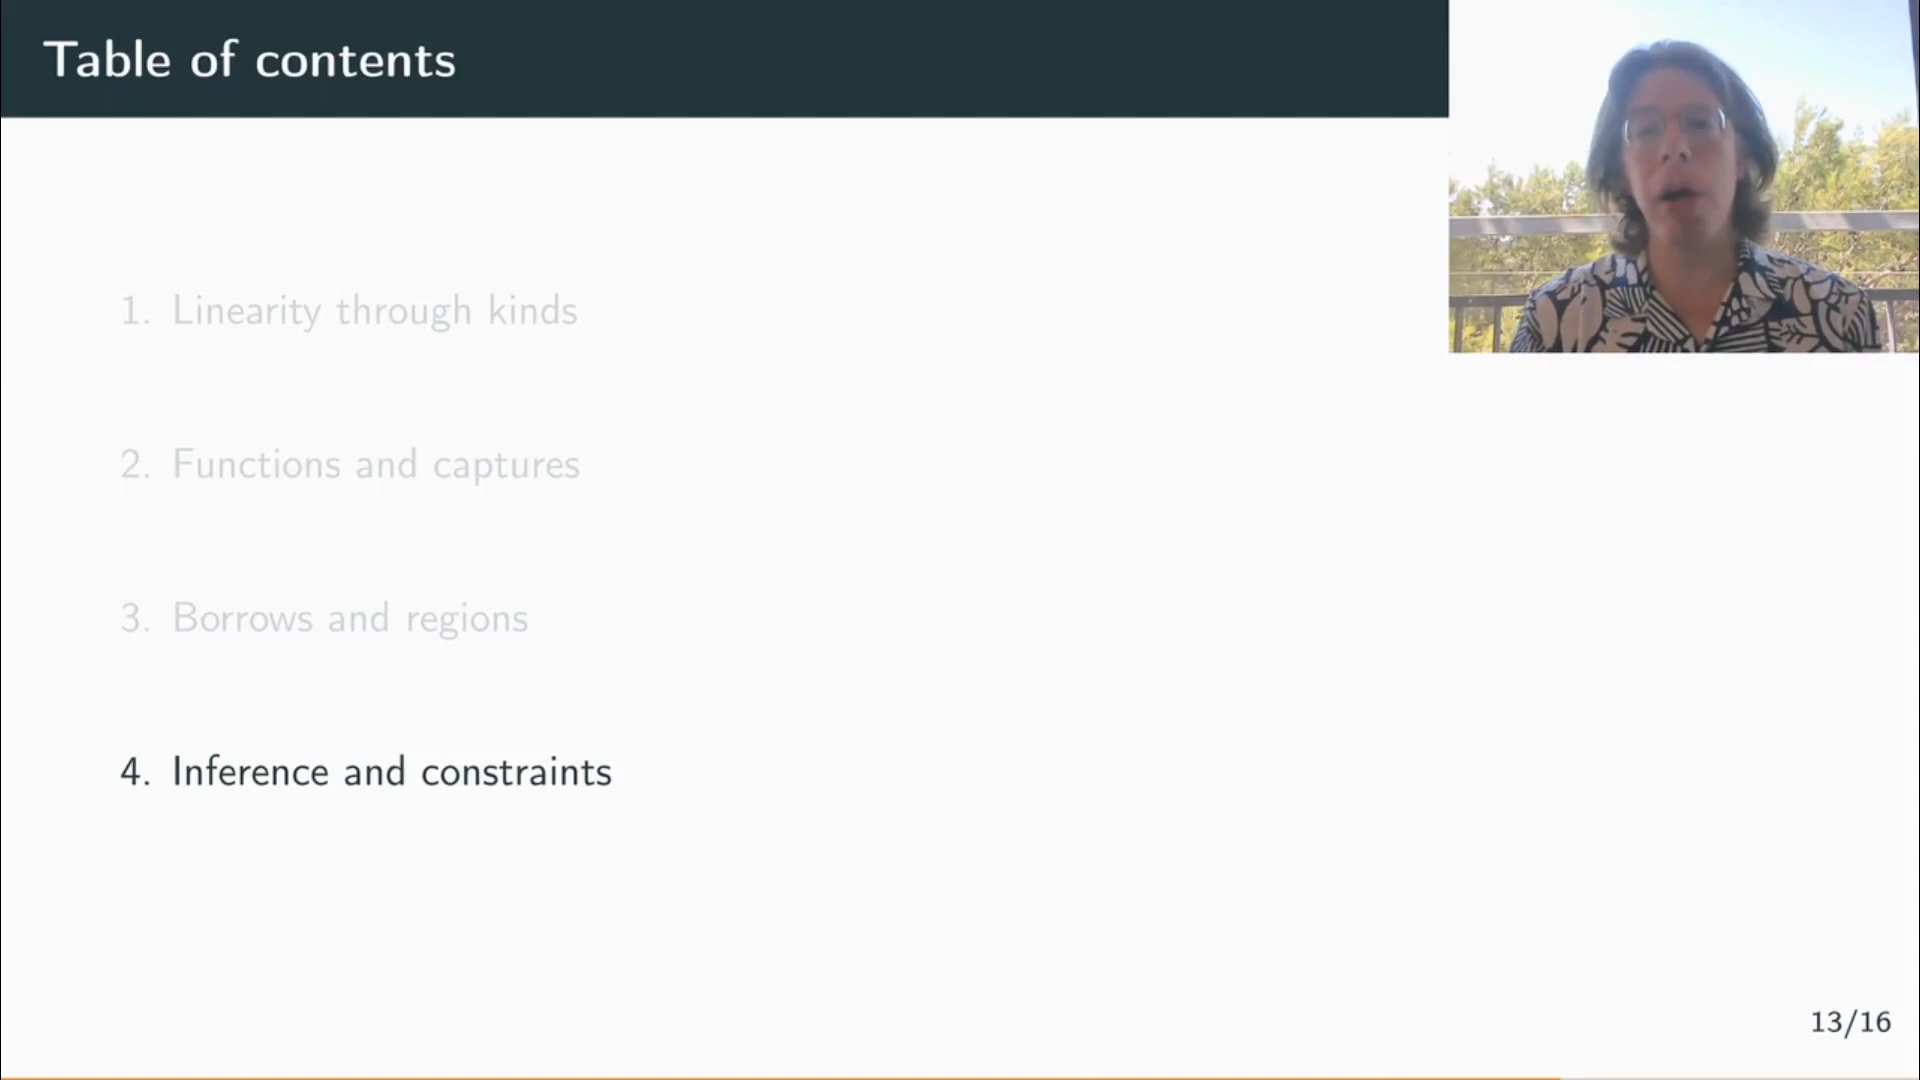 Table of contents
1. Linearity through kinds
2. Functions and captures
3. Borrows and regions
4. Inference and constraints
13/16